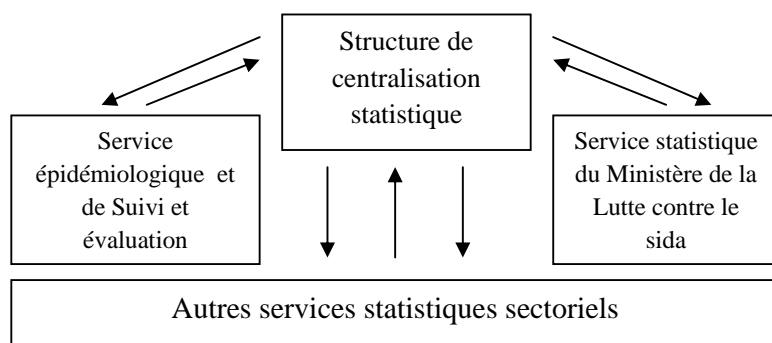 Structure de
centralisation
statistique
Service
épidémiologique et
de Suivi et
évaluation
Service statistique
du Ministère de la
Lutte contre le
sida
Autres services statistiques sectoriels